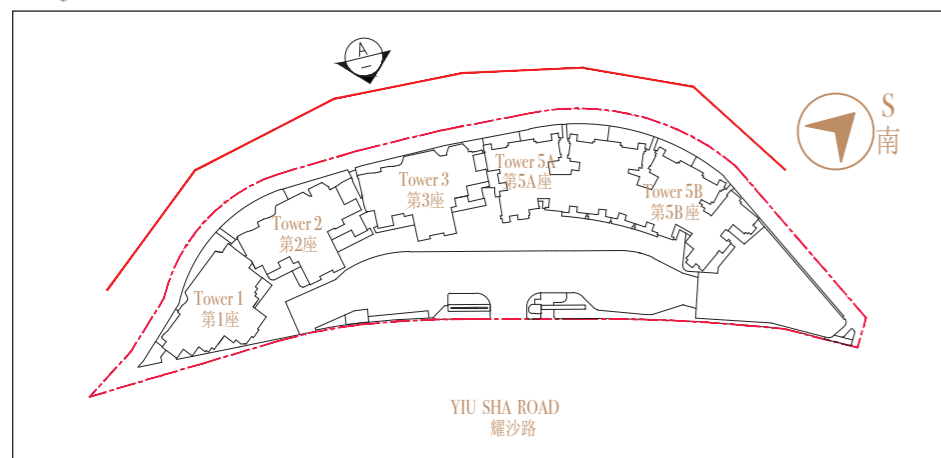 A
S
南
Tower 5A
第5A座
Tower 3
第3座
Tower 5B
第5B座
Tower 2
第2座
Tower 1
第1座
YIU SHA ROAD
耀沙路